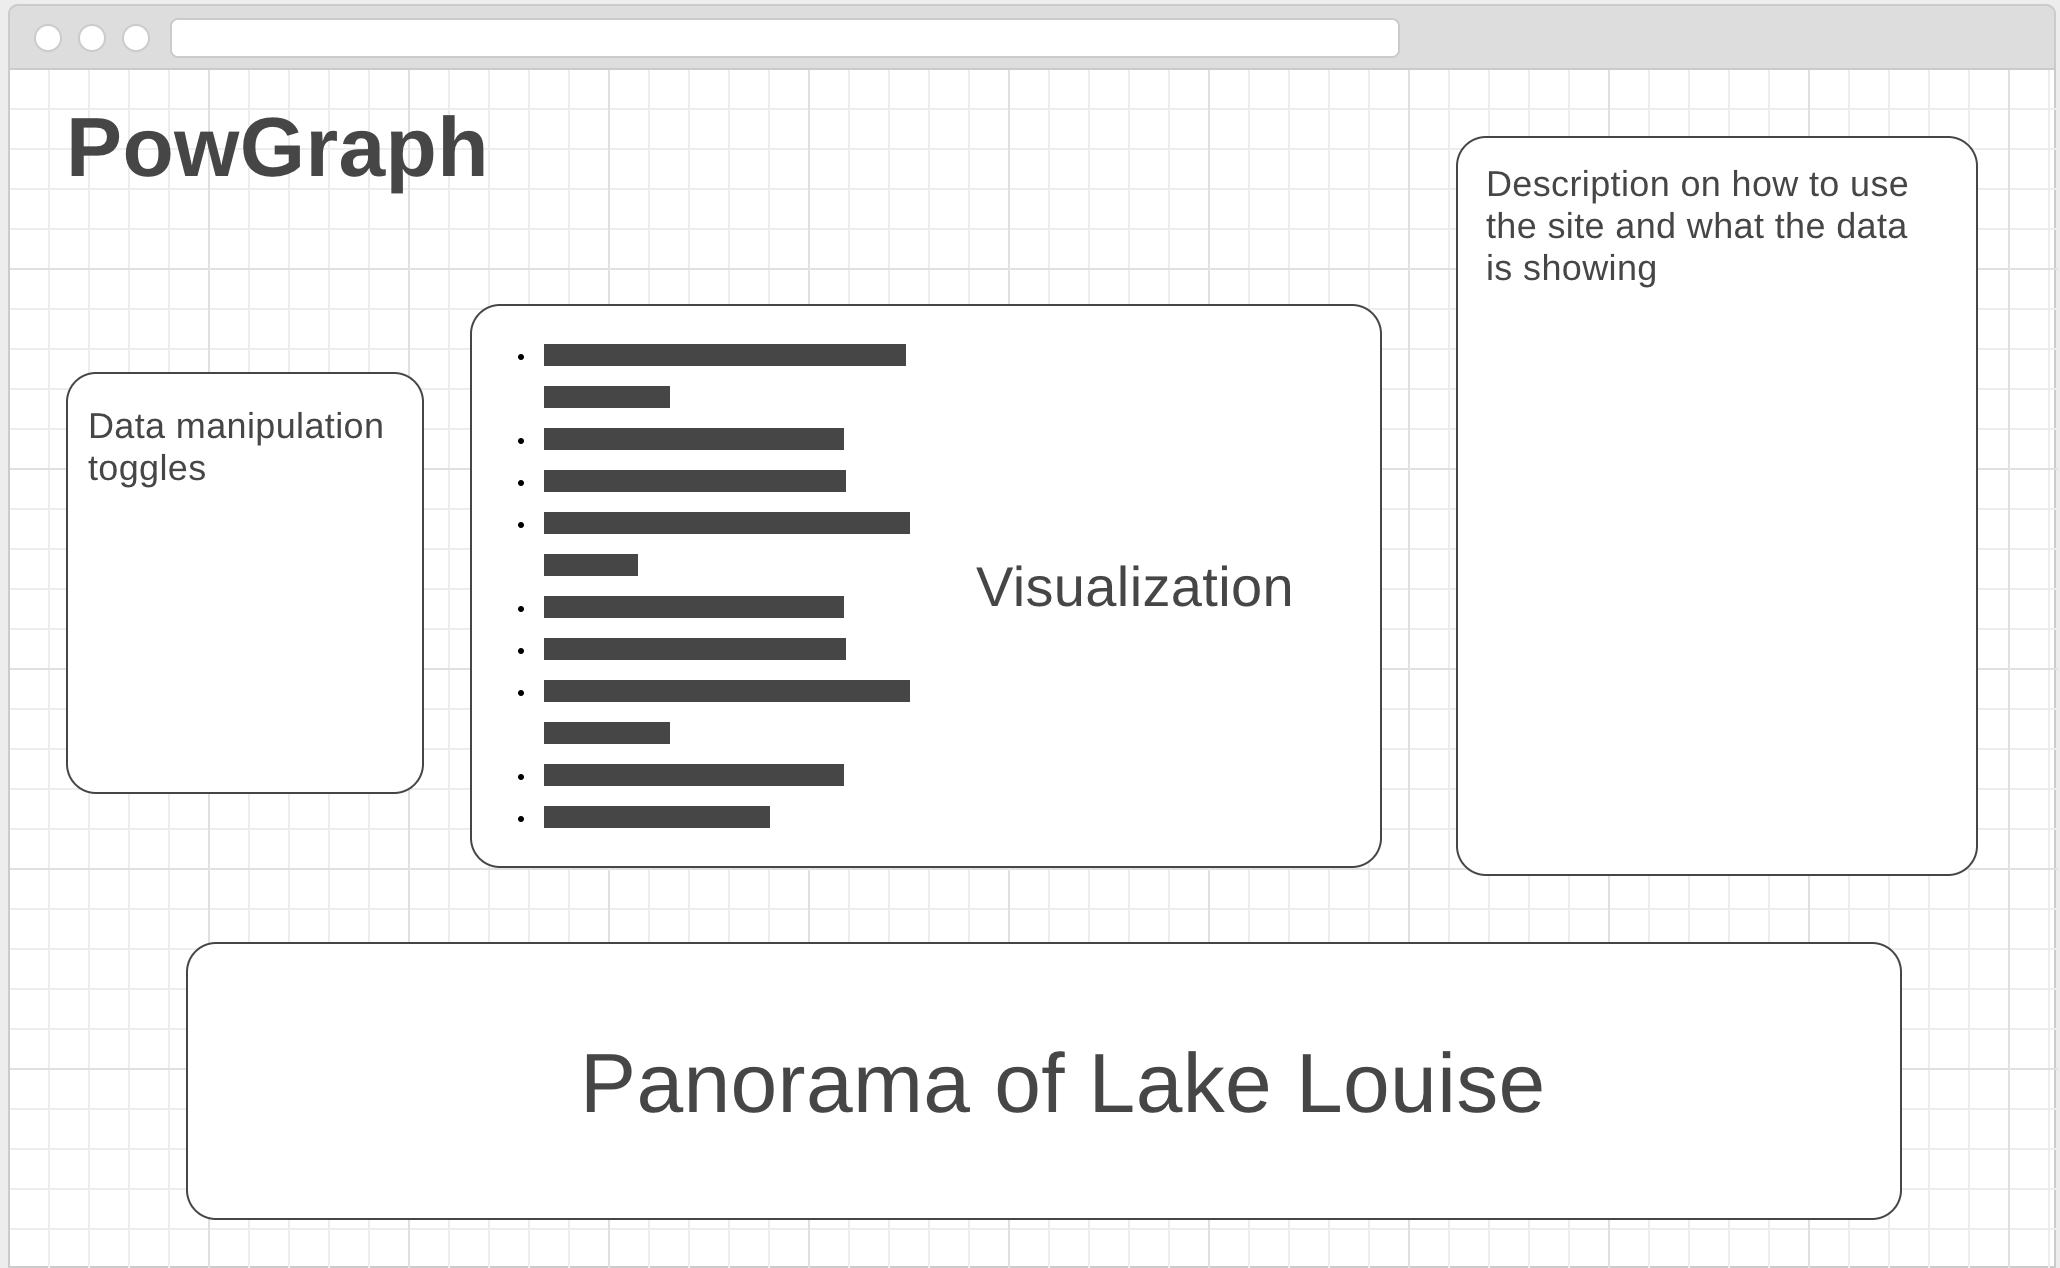 PowGraph
Description on how to use
the site and what the data
is showing
Data manipulation
toggles
Visualization
Panorama of Lake Louise